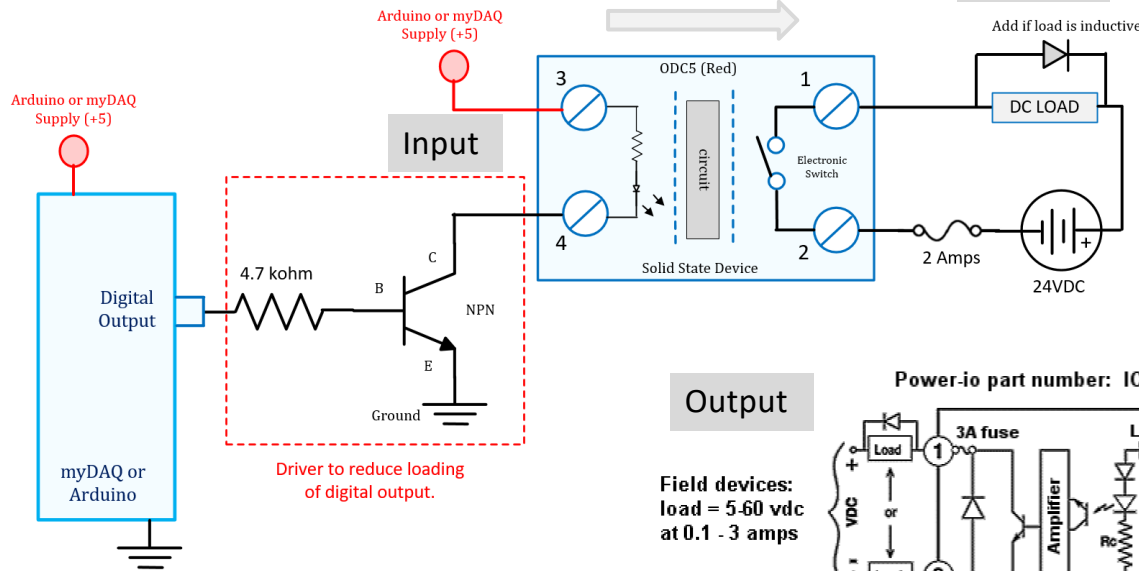 Arduino or myDAQ
Supply (+5)
Add if load is inductive
Arduino or myDAQ
Supply (+5)
3
ODC5 (Red)
1
DC LOAD
Input
circuit
Electronic
Switch
4
2
Solid State Device
2 Amps
+
24VDC
4.7 kohm
C
B
NPN
E
Digital
Output
Ground
myDAQ or
Arduino
Driver to reduce loading
of digital output.
Output
Power-io part number:
3A fuse
Load
1
+
VDC
or
Amplifier
Rc
-
Field devices:
load = 5-60 vdc
at 0.1 - 3 amps